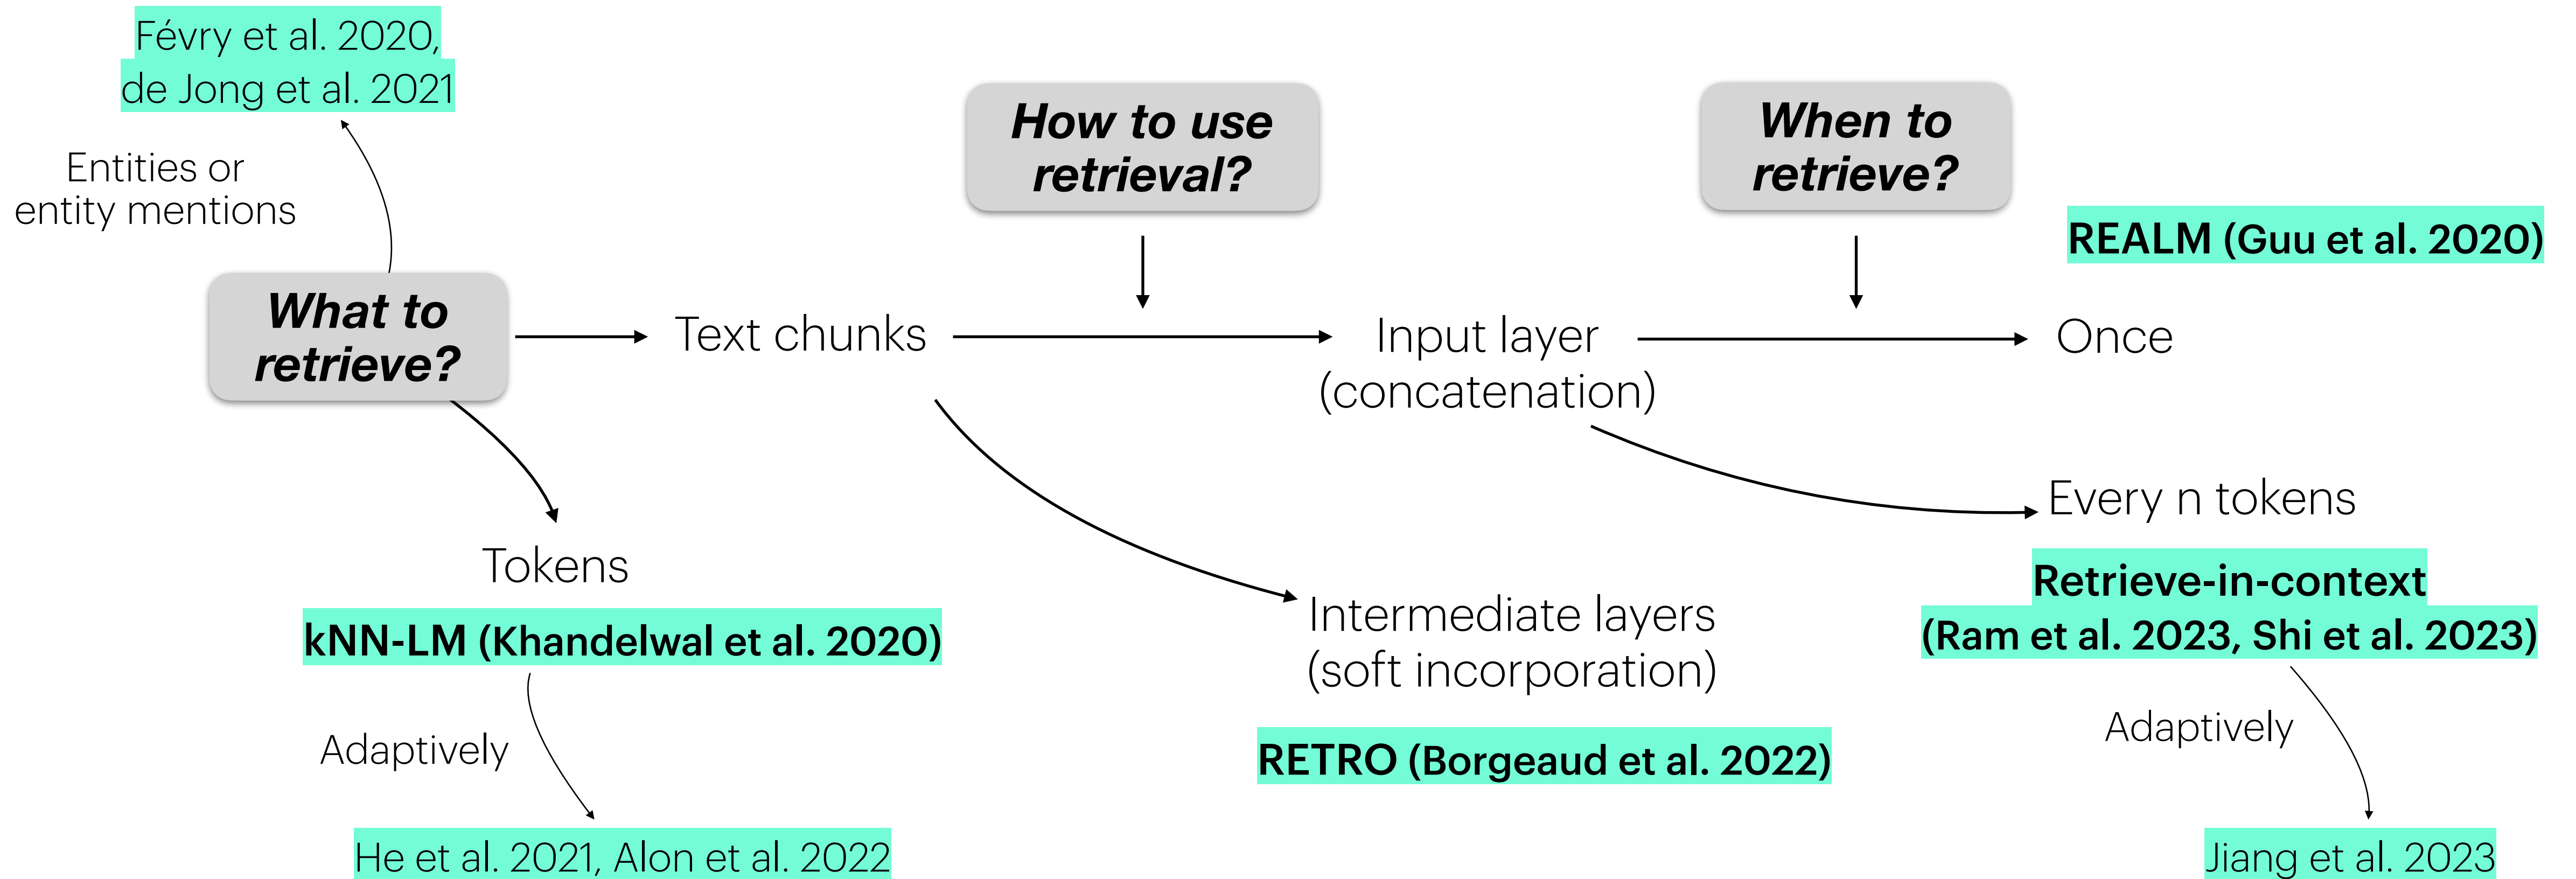 Févry et al. 2020,
de Jong et al. 2021
Entities or
entity mentions
What to
retrieve?
Text chunks
How to use
retrieval?
Input layer
(concatenation)
When to
retrieve?
REALM (Guu et al. 2020)
Once
Every n tokens
Retrieve-in-context
(Ram et al. 2023, Shi et al. 2023)
Adaptively
Jiang et al. 2023
Intermediate layers
(soft incorporation)
RETRO (Borgeaud et al. 2022)
Tokens
kNN-LM (Khandelwal et al. 2020)
Adaptively
He et al. 2021, Alon et al. 2022